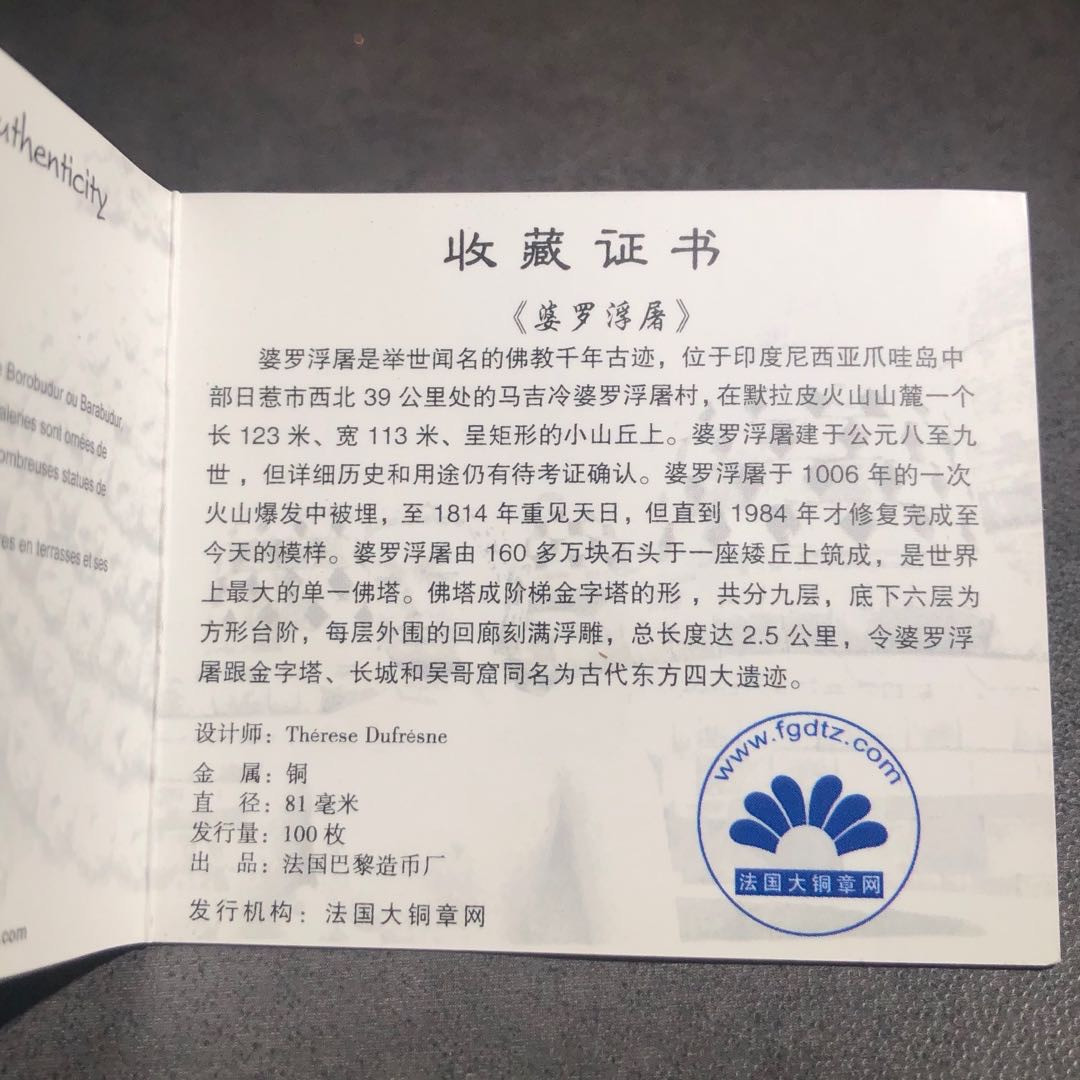 uthenticity
Borobudur ou Barabudur,
aleries sont ornées de
ombreuses statues de
es en terrasses et ses
.com
收藏证书
《婆罗浮屠》
婆罗浮屠是举世闻名的佛教千年古迹，位于印度尼西亚爪哇岛中
部日惹市西北 39 公里处的马吉冷婆罗浮屠村，在默拉皮火山山麓一个
长 123 米、宽 113 米、呈矩形的小山丘上。婆罗浮屠建于公元八至九
世，但详细历史和用途仍有待考证确认。婆罗浮屠于 1006 年的一次
火山爆发中被埋，至 1814 年重见天日，但直到 1984 年才修复完成至
今天的模样。婆罗浮屠由 160 多万块石头于一座矮丘上筑成，是世界
上最大的单一佛塔。佛塔成阶梯金字塔的形，共分九层，底下六层为
方形台阶，每层外围的回廊刻满浮雕，总长度达 2.5 公里，令婆罗浮
屠跟金字塔、长城和吴哥窟同名为古代东方四大遗迹。
设计师：Thérese Dufrésne
金 属：铜
直 径：81 毫米
发行量：100 枚
出 品：法国巴黎造币厂
发行机构：法国大铜章网
www.fgdtz.com
法国大铜章网